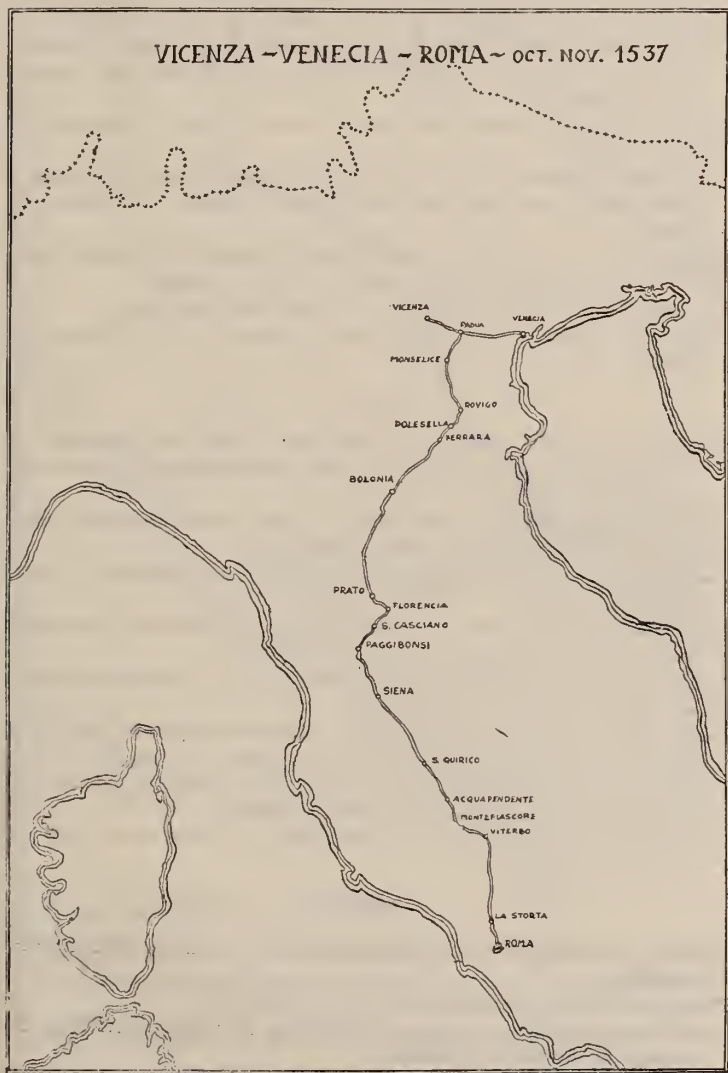 VICENZA - VENECIA - ROMA - OCT. NOV. 1537
VICENZA
PADUA
VENECIA
MONSELICE
ROVIGO
POLESELLA
FERRARA
BOLONIA
PRATO
FLORENCIA
S. CASCIANO
PAGGIBONSI
SIENA
S. QUIRICO
ACQUAPENDENTE
MONTEFIASCORE
VITERBO
LA STORTA
ROMA